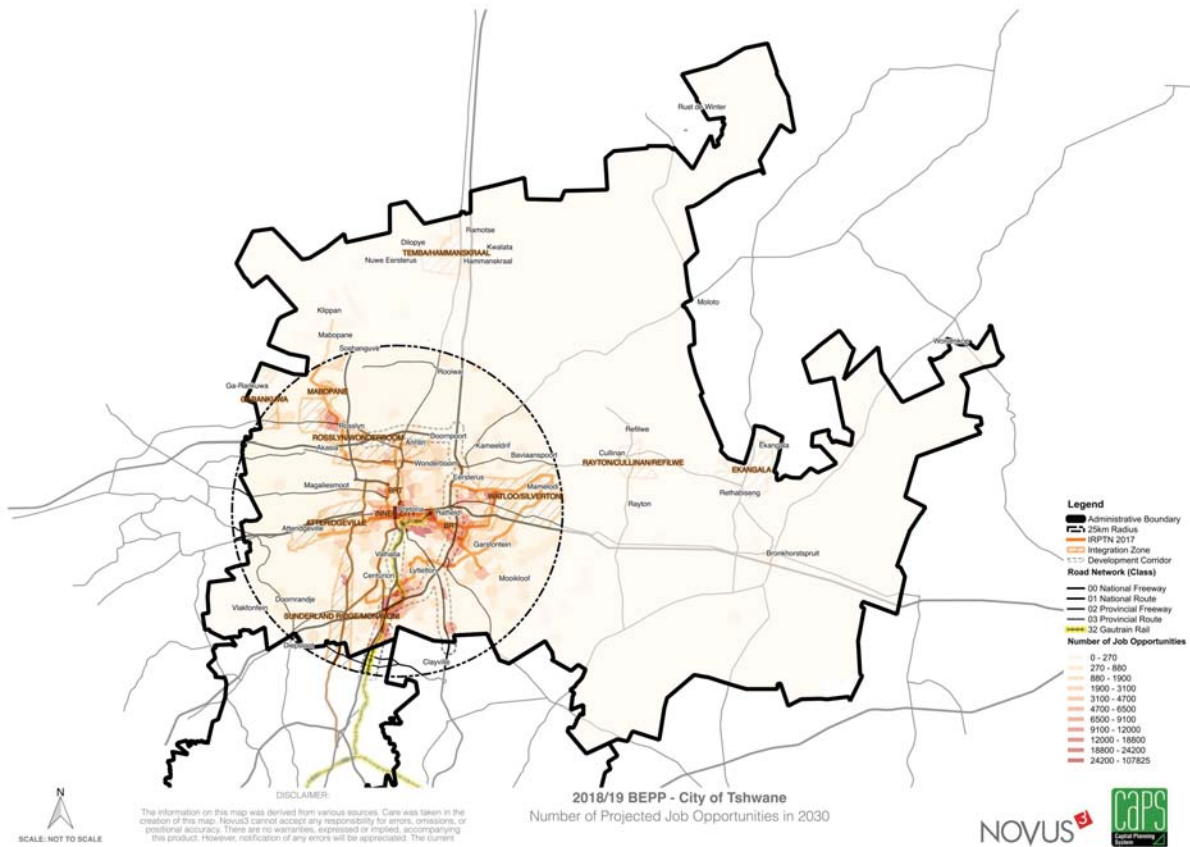 Rust de Winter
Ramotse
Dilopye
Kwalata
TEMBA/HAMMANSKRAAL
Nuwe Eersterus
Hammanskraal
Moloto
Klippan
Mabopane
Soshanguve
Rooiwa
Ga-Rankuwa
MABOPANE
Rosslyn
ROSSLYN/WONDERBOOM
Doornpoort
Akasia
Kameeldrif
Refilwe
Cullinan
Ekangala
Baviaanspoort
Wonderboom
RAYTON/CULLINAN/REFILWE
EKANGALA
Eersterus
Magaliesmoot
Mamelodi
BRT
WATLOO/SILVERTON
Rethabiseng
Rayton
ATTERIDGEVILLE
Atteridgeville
BRT
Garsfontein
Valhalla
Bronkhorstspruit
Lyttelton
Centurion
Mooikloof
Doornrandje
Vlakfontein
Clayville
Legend
Administrative Boundary
25km Radius
IRPTN 2017
Integration Zone
Development Corridor
Road Network (Class)
00 National Freeway
01 National Route
02 Provincial Freeway
03 Provincial Route
32 Gautrain Rail
Number of Job Opportunities
0 - 270
270 - 880
880 - 1900
1900 - 3100
3100 - 4700
4700 - 6500
6500 - 9100
9100 - 12000
12000 - 18800
18800 - 24200
24200 - 107825
N
SCALE: NOT TO SCALE
DISCLAIMER:
The information on this map was derived from various sources. Care was taken in the
creation of this map. Novus3 cannot accept any responsibility for errors, omissions, or
positional accuracy. There are no warranties, expressed or implied, accompanying
this product. However, notification of any errors will be appreciated. The current
2018/19 BEPP - City of Tshwane
Number of Projected Job Opportunities in 2030
NOVUS3
CAPS
Capital Planning
System